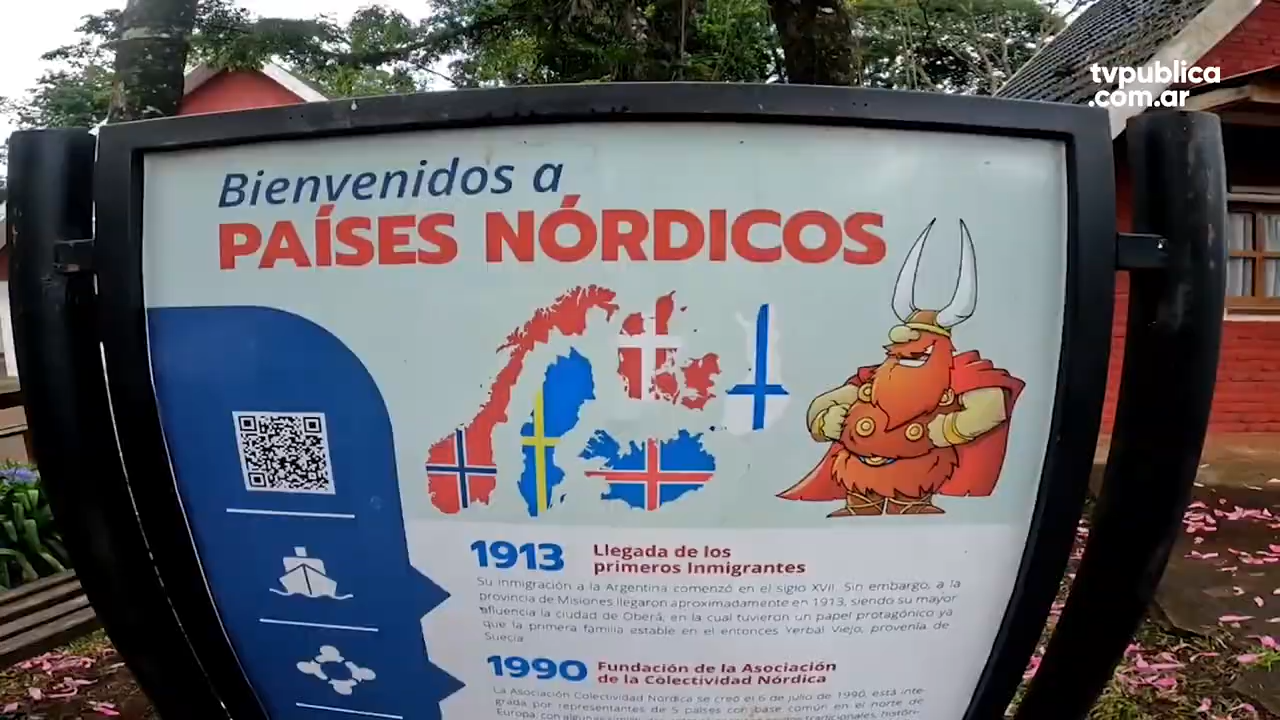 tvpublica
.com.ar
Bienvenidos a
PAÍSES NÓRDICOS
1913
Llegada de los
primeros Inmigrantes
Su inmigración a la Argentina comenzó en el siglo XVII. Sin embargo, a la
provincia de Misiones llegaron aproximadamente en 1913, siendo su mayor
afluencia la ciudad de Oberá, en la cual tuvieron un papel protagónico ya
que la primera familia estable en el entonces Yerbal Viejo, provenía de
Suecia
1990
Fundación de la Asociación
de la Colectividad Nórdica
La Asociación Colectividad Nórdica se creó el 6 de julio de 1990, está inte-
grada por representantes de 5 países con base común en el norte de
Europa, con